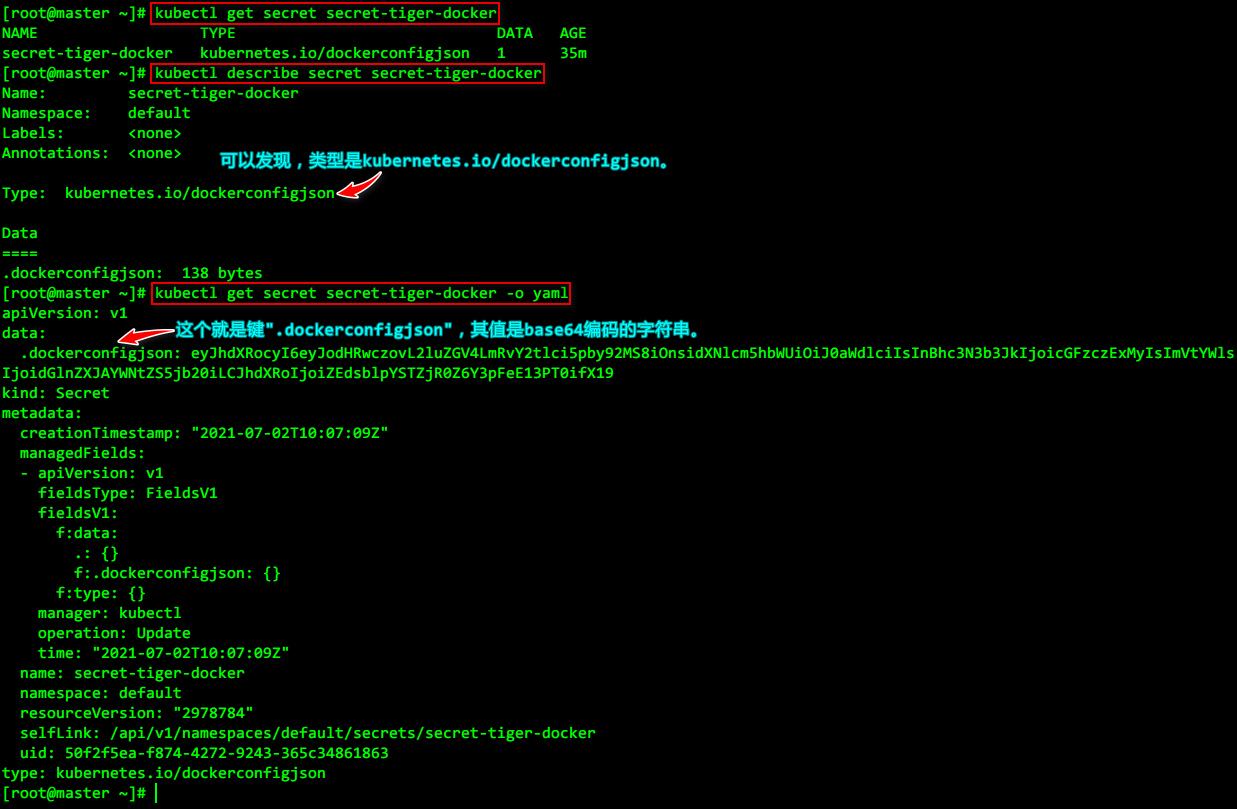 [root@master ~]# kubectl get secret secret-tiger-docker
NAME TYPE DATA AGE
secret-tiger-docker kubernetes.io/dockerconfigjson 1 35m
[root@master ~]# kubectl describe secret secret-tiger-docker
Name: secret-tiger-docker
Namespace: default
Labels: <none>
Annotations: <none>
可以发现，类型是kubernetes.io/dockerconfigjson。
Type: kubernetes.io/dockerconfigjson
Data
====
.dockerconfigjson: 138 bytes
[root@master ~]# kubectl get secret secret-tiger-docker -o yaml
apiVersion: v1
data:
这个就是键".dockerconfigjson"，其值是base64编码的字符串。
.dockerconfigjson: eyJhdXRocyI6eyJodHRwczovL2luZGV4LmRvY2tlci5pby92MS8iOnsidXNlcm5hbWUiOiJ0aWdlciIsInBhc3N3b3JkIjoicGFzczExMyIsImVtYWls
IjoidGlnZXJAYWNtZS5jb20iLCJhdXRoIjoiZEdsblpYSTZjR0Z6Y3pFeE13PT0ifX19
kind: Secret
metadata:
creationTimestamp: "2021-07-02T10:07:09Z"
managedFields:
- apiVersion: v1
fieldsType: FieldsV1
fieldsV1:
f:data:
.: {}
f:.dockerconfigjson: {}
f:type: {}
manager: kubectl
operation: Update
time: "2021-07-02T10:07:09Z"
name: secret-tiger-docker
namespace: default
resourceVersion: "2978784"
selfLink: /api/v1/namespaces/default/secrets/secret-tiger-docker
uid: 50f2f5ea-f874-4272-9243-365c34861863
type: kubernetes.io/dockerconfigjson
[root@master ~]#